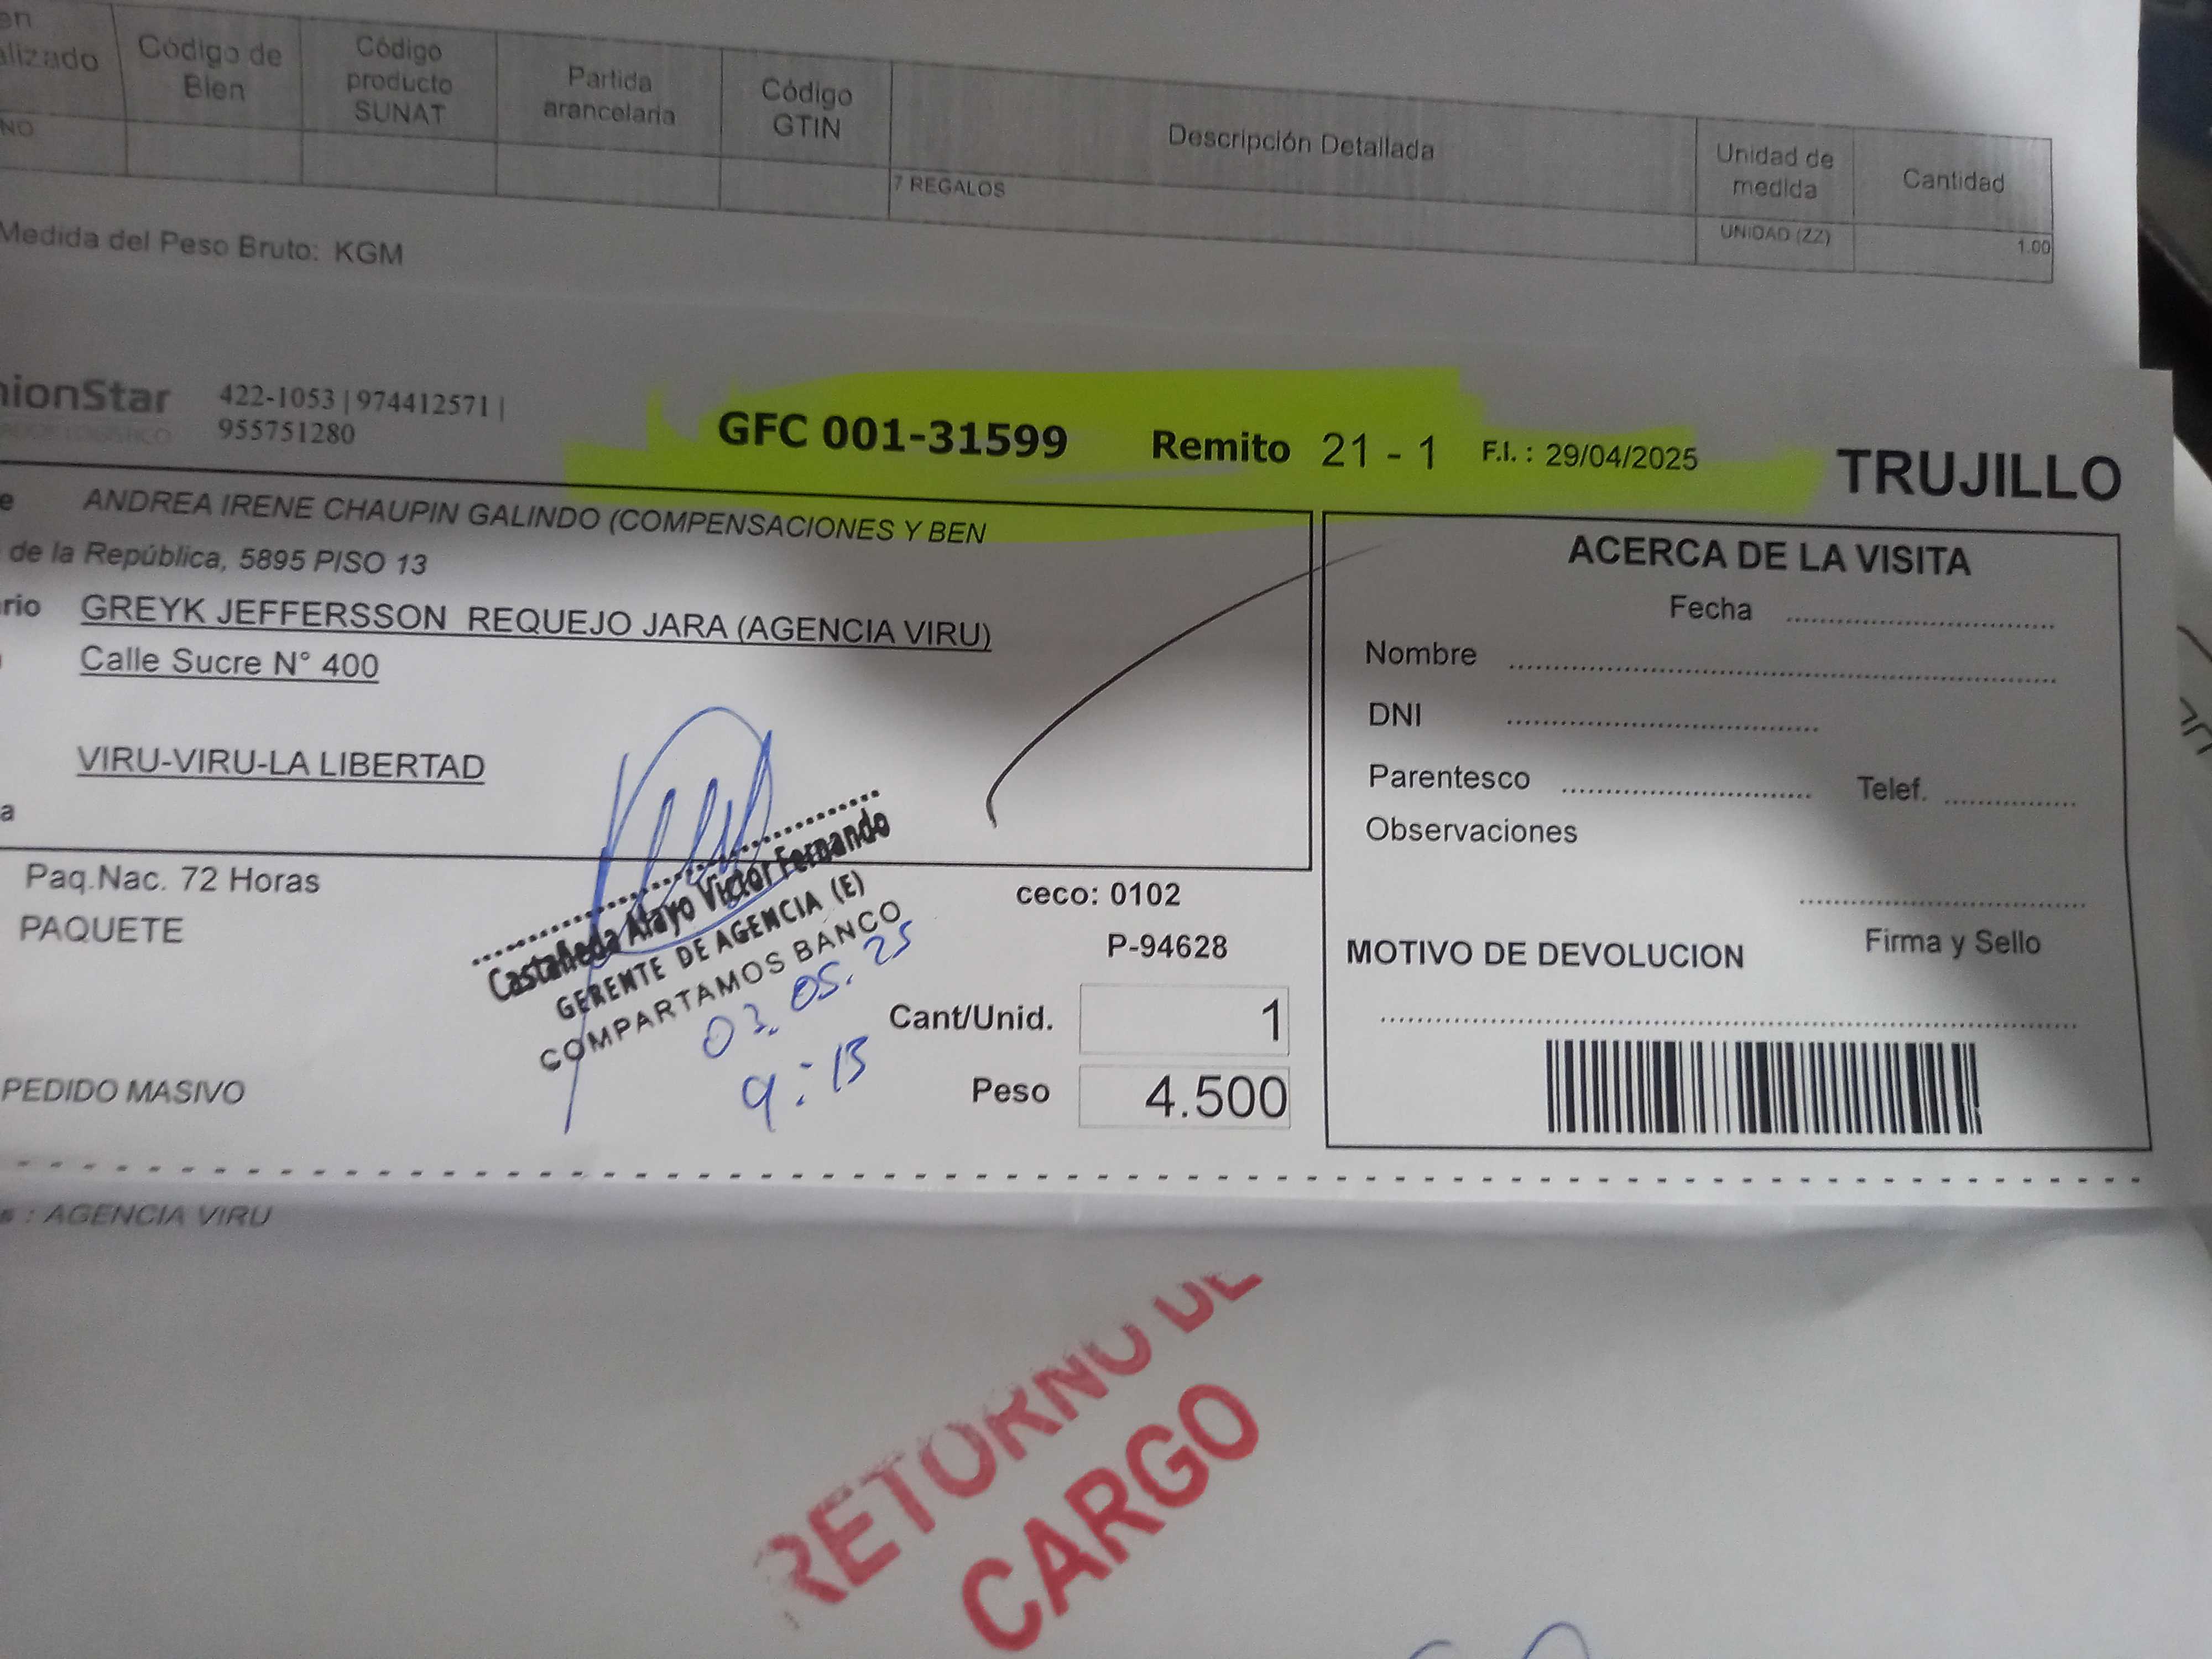 en
alizado
Código de
Bien
Código
producto
SUNAT
Partida
arancelaria
Código
GTIN
Descripción Detallada
Unidad de
medida
Cantidad
NO
7 REGALOS
UNIDAD (ZZ)
1.00
Medida del Peso Bruto: KGM
nionStar
422-1053 | 974412571 |
955751280
GFC 001-31599 Remito 21 - 1 F.I. : 29/04/2025
TRUJILLO
e ANDREA IRENE CHAUPIN GALINDO (COMPENSACIONES Y BEN
de la República, 5895 PISO 13
rio GREYK JEFFERSSON REQUEJO JARA (AGENCIA VIRU)
Calle Sucre N° 400
VIRU-VIRU-LA LIBERTAD
a
Paq.Nac. 72 Horas
PAQUETE
Castañeda Alayo Victor Fernando
GERENTE DE AGENCIA (E)
COMPARTAMOS BANCO
03.05.25
9:13
ceco: 0102
P-94628
Cant/Unid. 1
Peso 4.500
PEDIDO MASIVO
ACERCA DE LA VISITA
Fecha
Nombre
DNI
Parentesco Telef.
Observaciones
Firma y Sello
MOTIVO DE DEVOLUCION
s : AGENCIA VIRU
RETORNO DE
CARGO